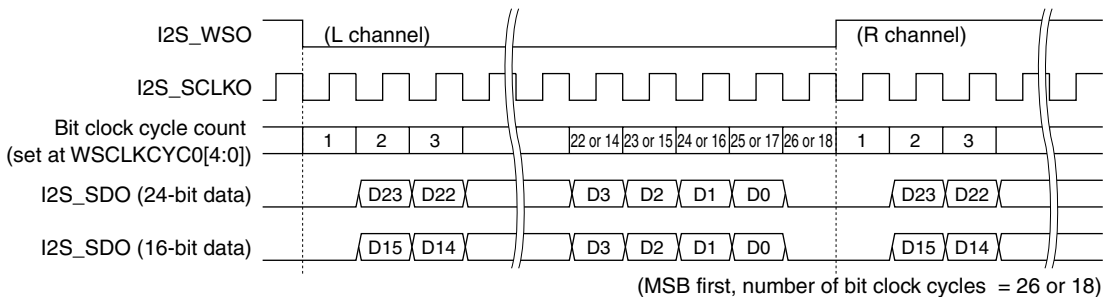 I2S_WSO (L channel) (R channel)
I2S_SCLKO
Bit clock cycle count
(set at WSCLKCYC0[4:0]) 1 2 3 22 or 14 23 or 15 24 or 16 25 or 17 26 or 18 1 2 3
I2S_SDO (24-bit data) D23 D22 D3 D2 D1 D0 D23 D22
I2S_SDO (16-bit data) D15 D14 D3 D2 D1 D0 D15 D14
(MSB first, number of bit clock cycles = 26 or 18)